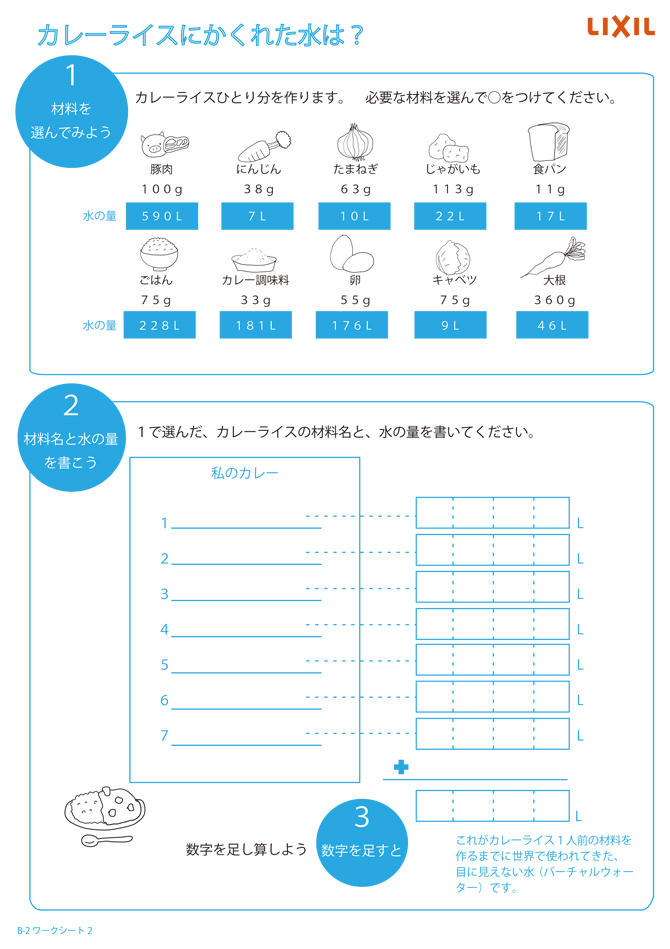 カレーライスにかくれた水は？
LIXIL
1
材料を
選んでみよう
カレーライスひとり分を作ります。　必要な材料を選んで○をつけてください。
豚肉 にんじん たまねぎ じゃがいも 食パン
100g 38g 63g 113g 11g
水の量 590L 7L 10L 22L 17L
ごはん カレー調味料 卵 キャベツ 大根
75g 33g 55g 75g 360g
水の量 228L 181L 176L 9L 46L
2
材料名と水の量
を書こう
1で選んだ、カレーライスの材料名と、水の量を書いてください。
私のカレー
1 L
2 L
3 L
4 L
5 L
6 L
7 L
+
L
3
数字を足し算しよう 数字を足すと
これがカレーライス1人前の材料を
作るまでに世界で使われてきた、
目に見えない水（バーチャルウォー
ター）です。
B-2 ワークシート 2